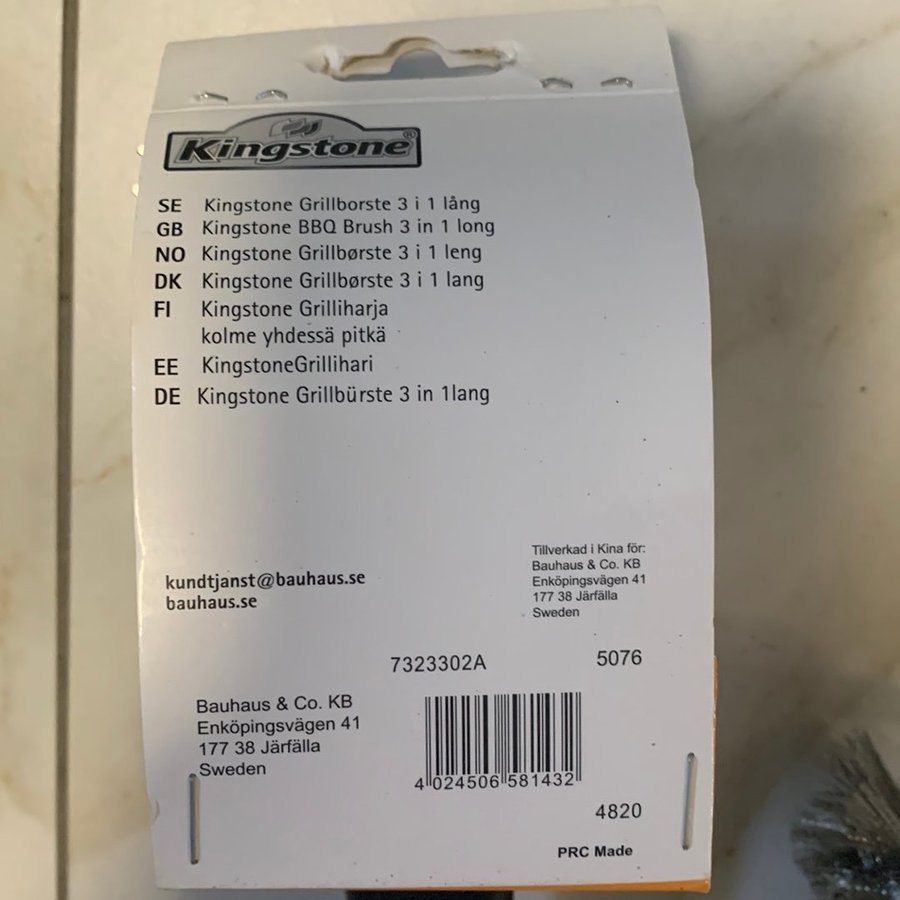 Kingstone®
SE Kingstone Grillborste 3 i 1 lång
GB Kingstone BBQ Brush 3 in 1 long
NO Kingstone Grillbørste 3 i 1 leng
DK Kingstone Grillbørste 3 i 1 lang
FI Kingstone Grilliharja
kolme yhdessä pitkä
EE KingstoneGrillihari
DE Kingstone Grillbürste 3 in 1lang
kundtjanst@bauhaus.se
bauhaus.se
Tillverkad i Kina för:
Bauhaus & Co. KB
Enköpingsvägen 41
177 38 Järfälla
Sweden
7323302A
5076
Bauhaus & Co. KB
Enköpingsvägen 41
177 38 Järfälla
Sweden
4 024506 581432
4820
PRC Made